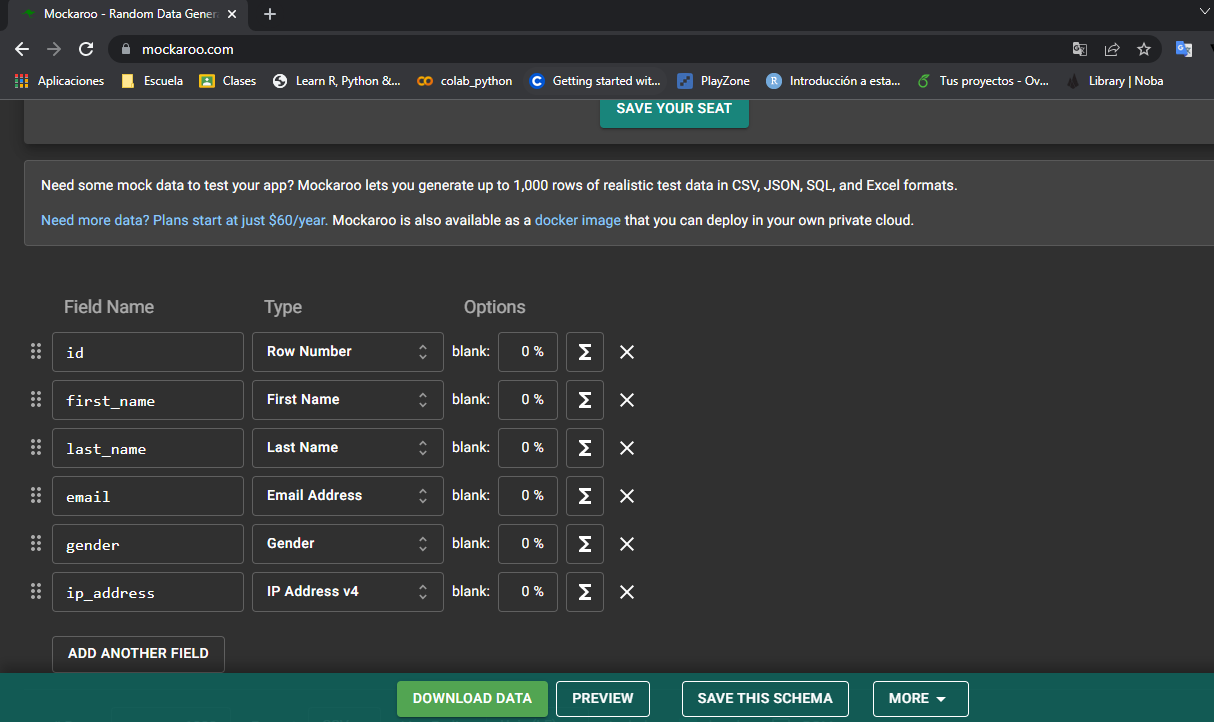 Mockaroo - Random Data Gener
mockaroo.com
Aplicaciones Escuela Clases Learn R, Python &... colab_python Getting started wit... PlayZone Introducción a esta... Tus proyectos - Ov... Library | Noba
SAVE YOUR SEAT
Need some mock data to test your app? Mockaroo lets you generate up to 1,000 rows of realistic test data in CSV, JSON, SQL, and Excel formats.
Need more data? Plans start at just $60/year. Mockaroo is also available as a docker image that you can deploy in your own private cloud.
Field Name Type Options
id Row Number blank: 0 % Σ
first_name First Name blank: 0 % Σ
last_name Last Name blank: 0 % Σ
email Email Address blank: 0 % Σ
gender Gender blank: 0 % Σ
ip_address IP Address v4 blank: 0 % Σ
ADD ANOTHER FIELD
DOWNLOAD DATA PREVIEW SAVE THIS SCHEMA MORE